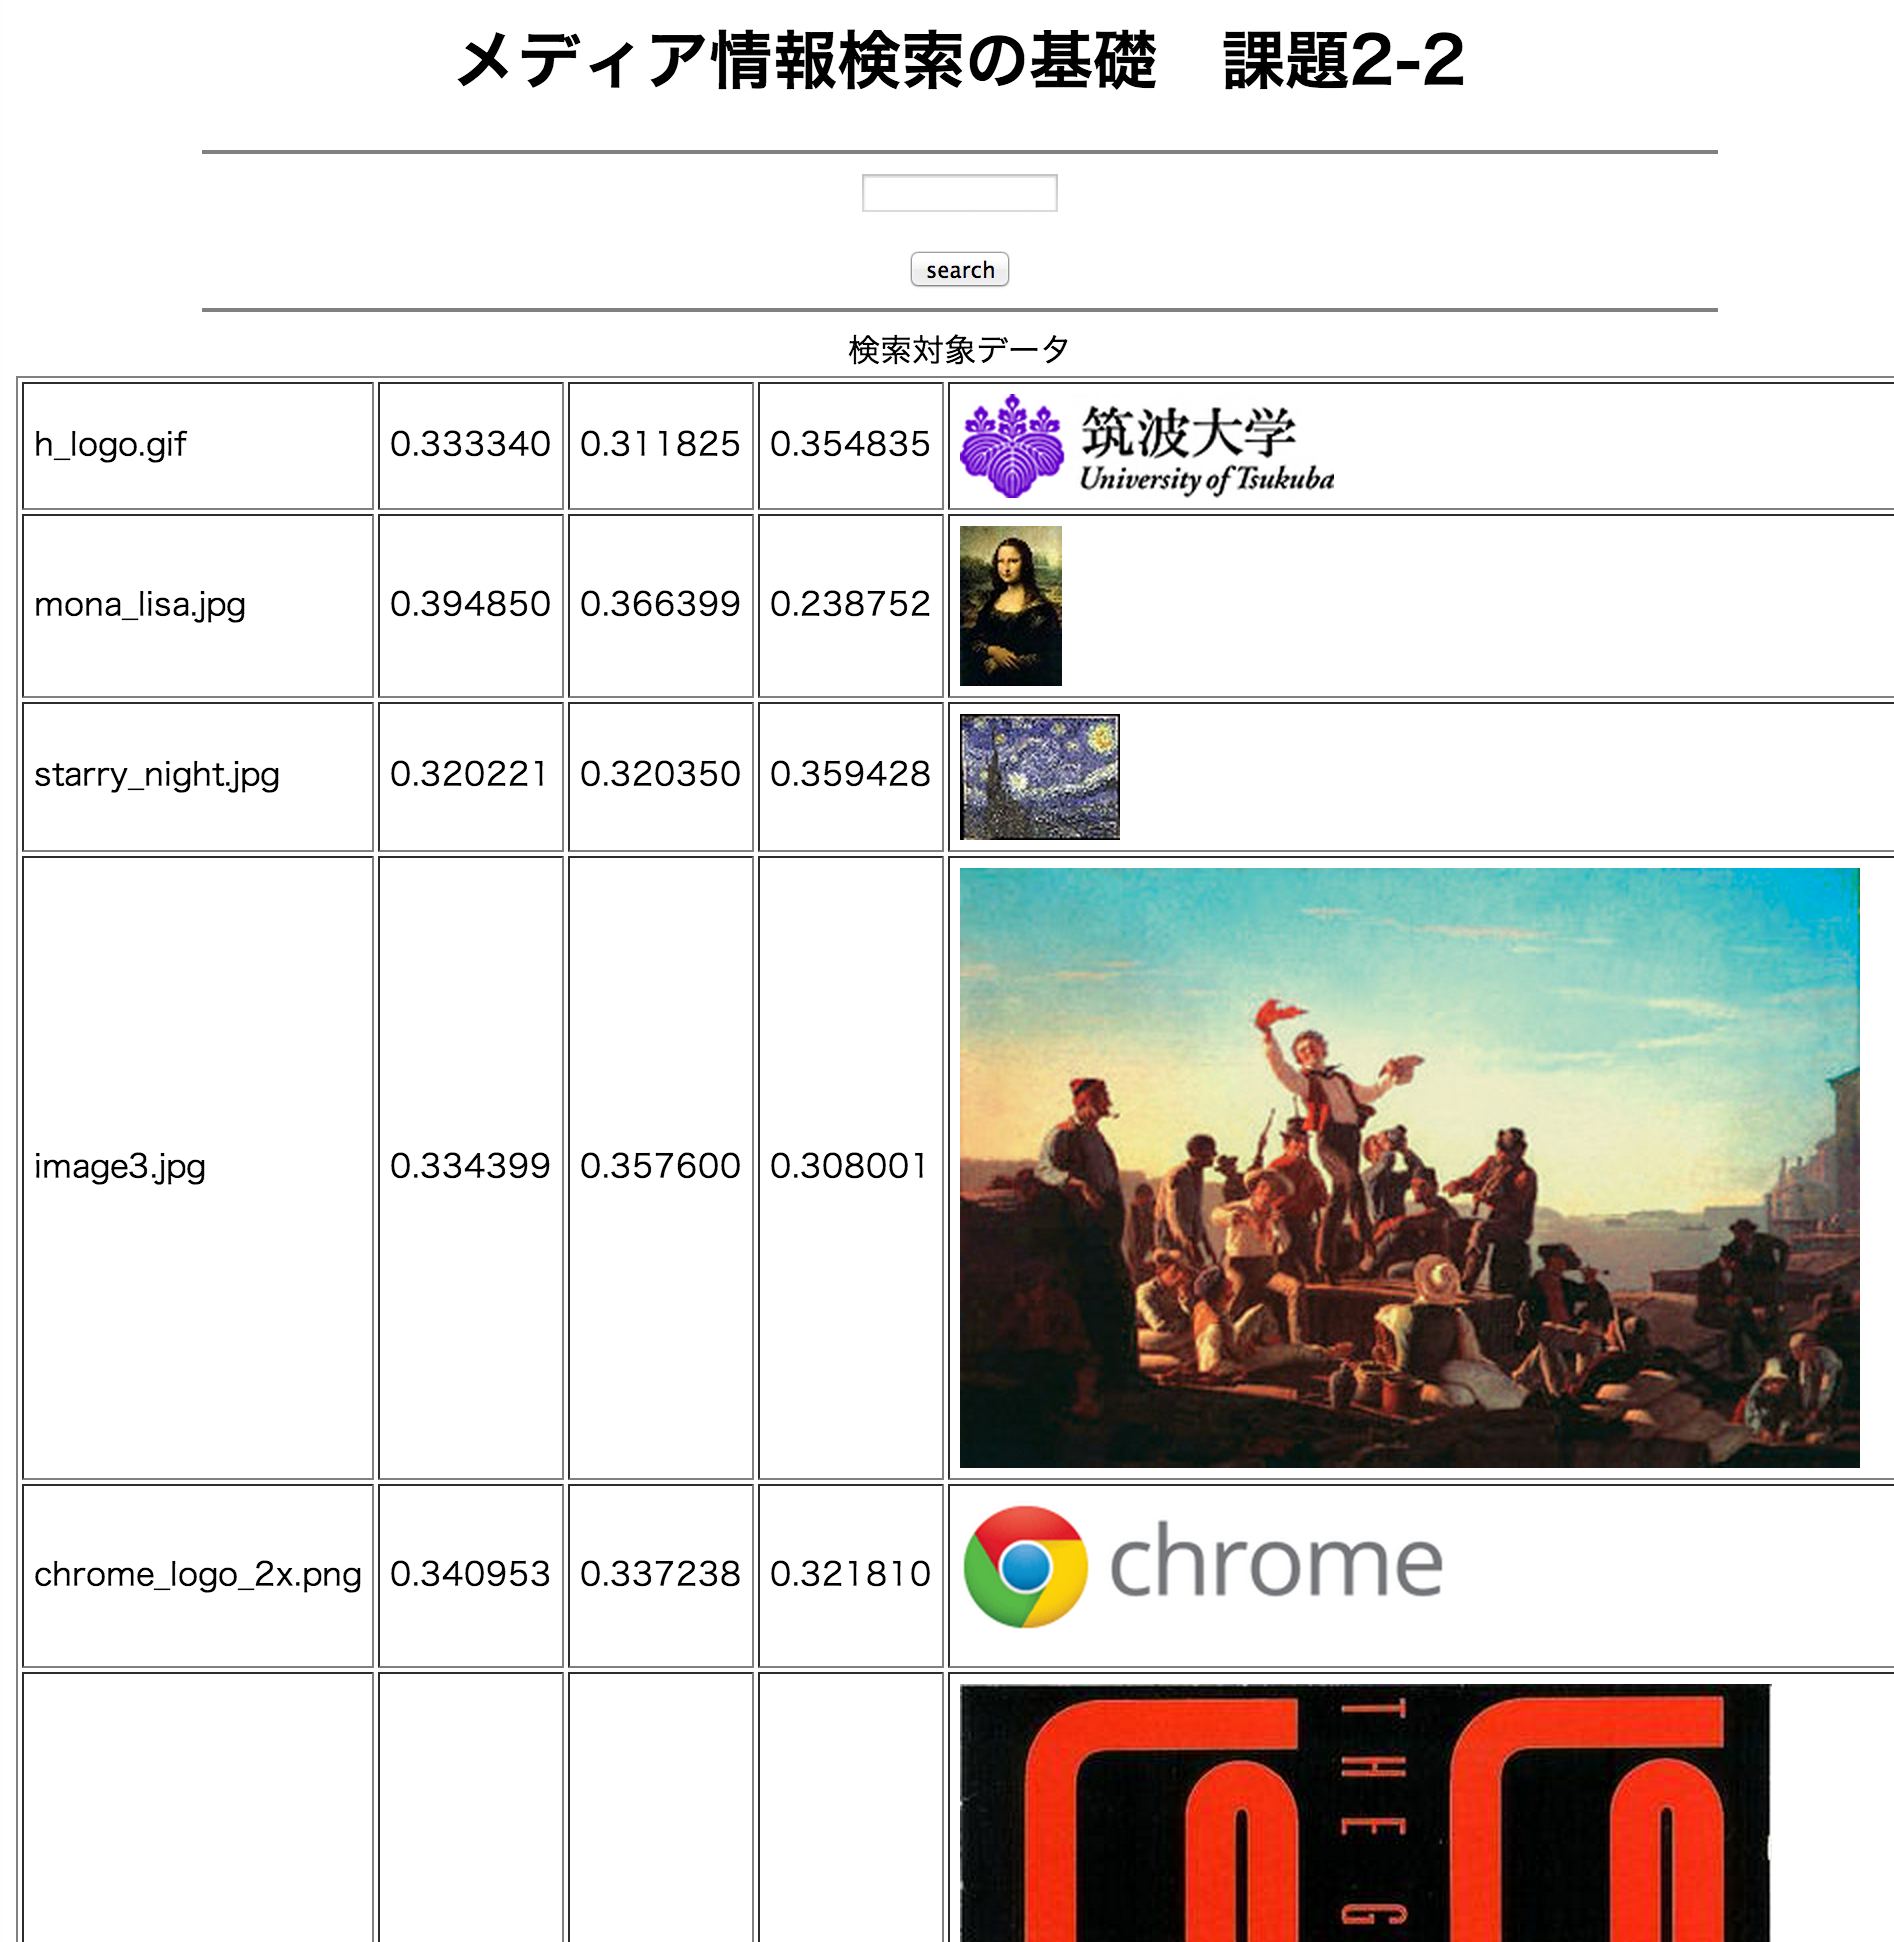 メディア情報検索の基礎　課題2-2
search
検索対象データ
h_logo.gif 0.333340 0.311825 0.354835 筑波大学
University of Tsukuba
mona_lisa.jpg 0.394850 0.366399 0.238752
starry_night.jpg 0.320221 0.320350 0.359428
image3.jpg 0.334399 0.357600 0.308001
chrome_logo_2x.png 0.340953 0.337238 0.321810 chrome
THE G